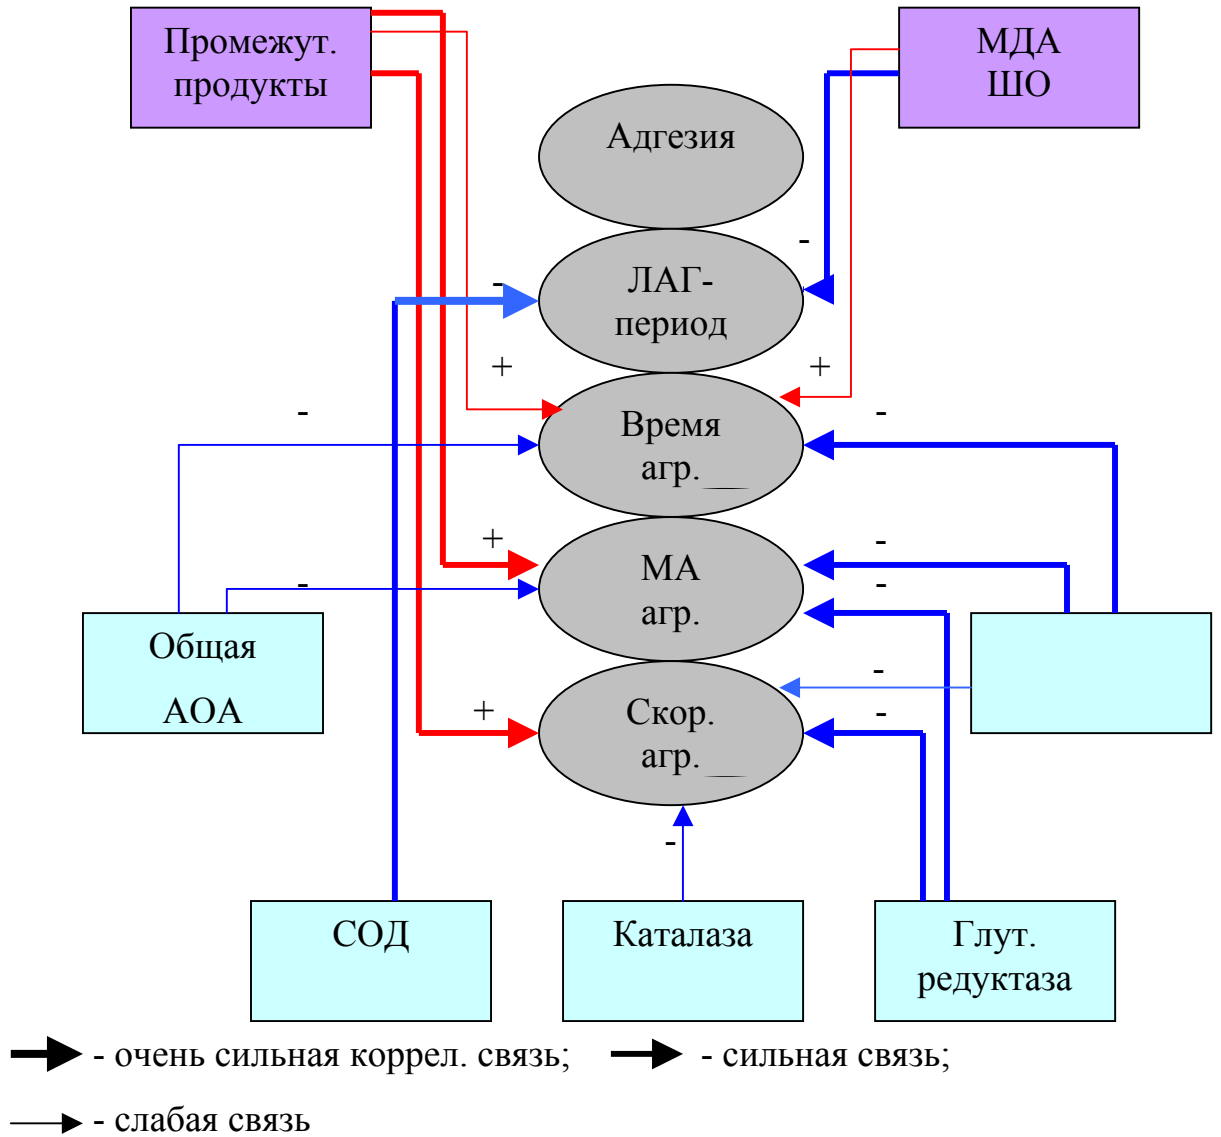 Промежут.
продукты
МДА
ШО
Адгезия
-
ЛАГ-
период
-
+
+
Время
агр.
-
-
+
МА
агр.
-
-
-
Общая
АОА
+
Скор.
агр.
-
-
-
СОД
Каталаза
Глут.
редуктаза
- очень сильная коррел. связь;
- сильная связь;
- слабая связь